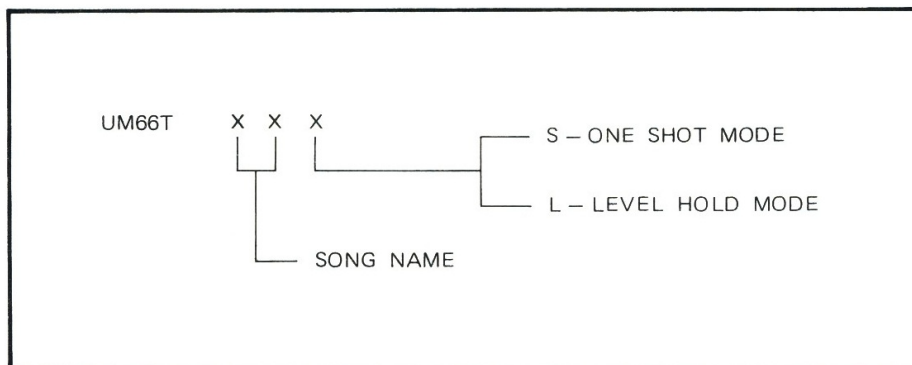 UM66T X X X
S – ONE SHOT MODE
L – LEVEL HOLD MODE
SONG NAME